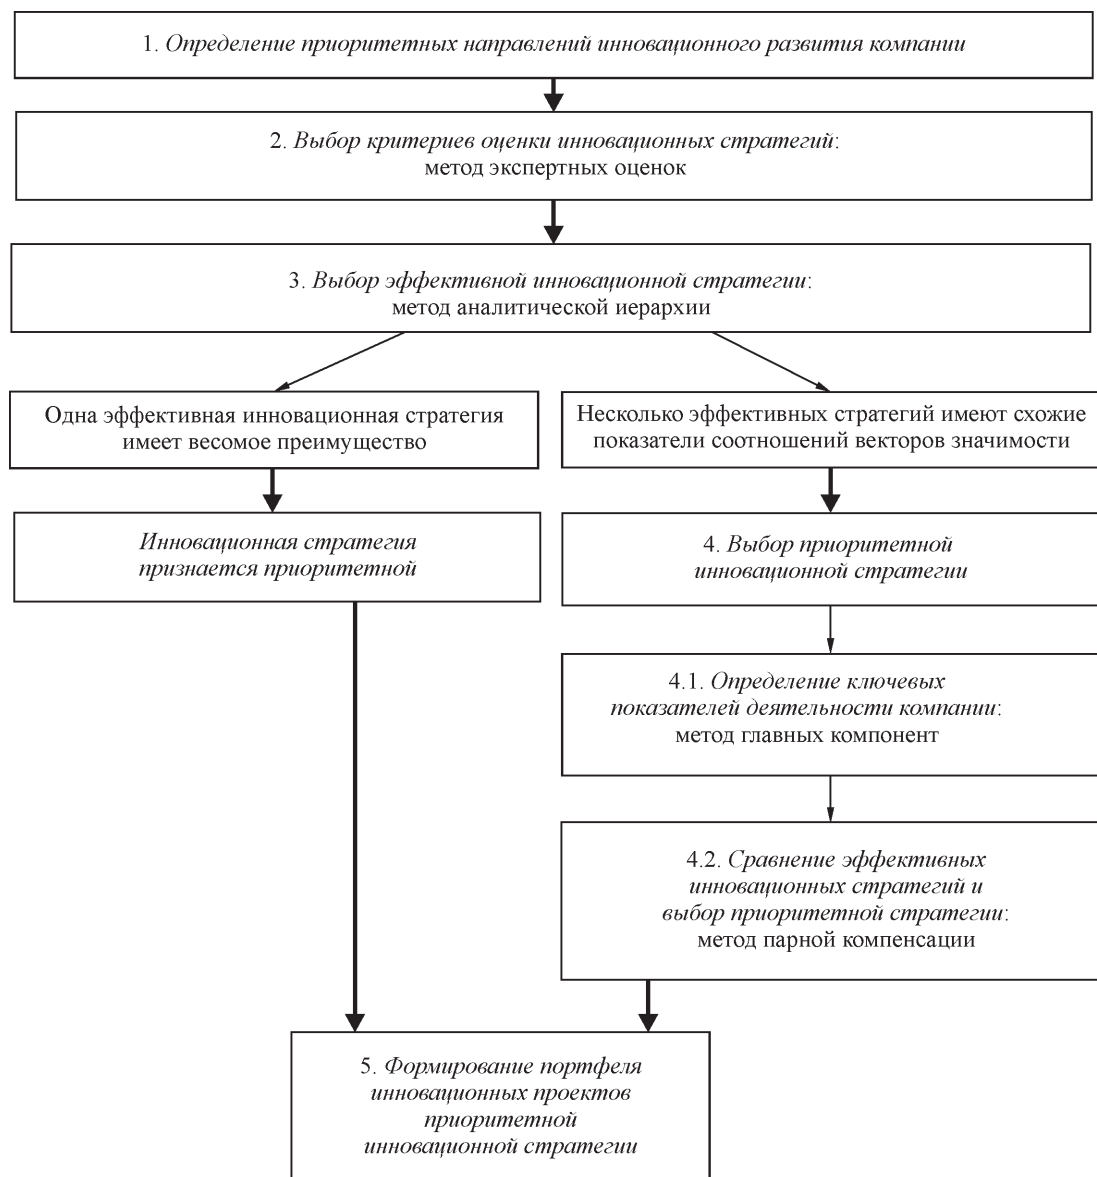 1. Определение приоритетных направлений инновационного развития компании
2. Выбор критериев оценки инновационных стратегий:
метод экспертных оценок
3. Выбор эффективной инновационной стратегии:
метод аналитической иерархии
Одна эффективная инновационная стратегия
имеет весомое преимущество
Несколько эффективных стратегий имеют схожие
показатели соотношений векторов значимости
Инновационная стратегия
признается приоритетной
4. Выбор приоритетной
инновационной стратегии
4.1. Определение ключевых
показателей деятельности компании:
метод главных компонент
4.2. Сравнение эффективных
инновационных стратегий и
выбор приоритетной стратегии:
метод парной компенсации
5. Формирование портфеля
инновационных проектов
приоритетной
инновационной стратегии